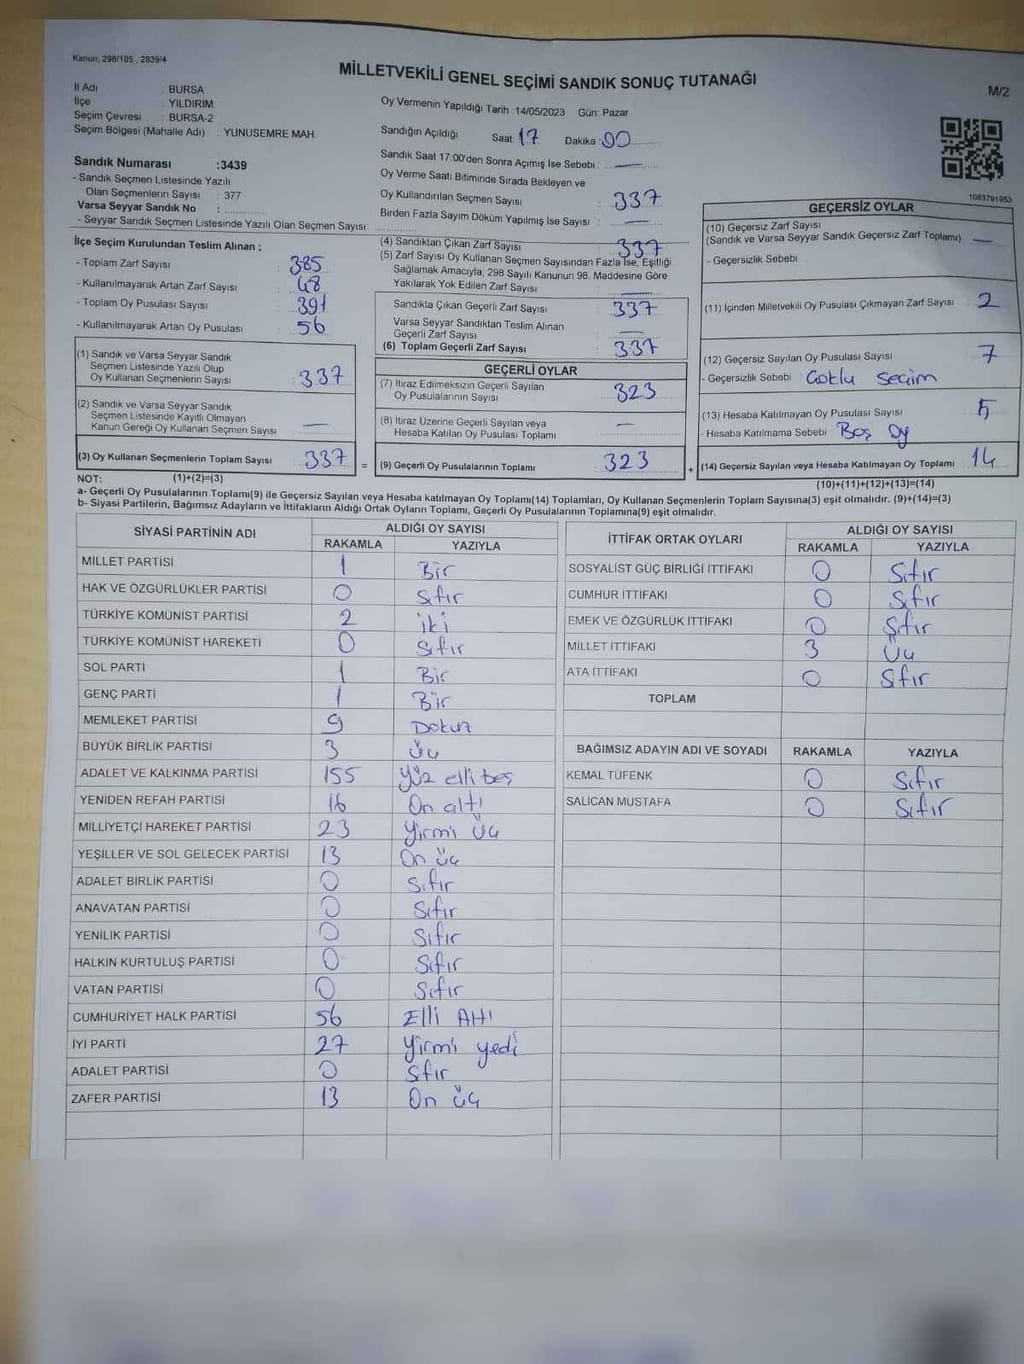 Kanun, 298/105 , 2839/4
MİLLETVEKİLİ GENEL SEÇİMİ SANDIK SONUÇ TUTANAĞI
M/2
İl Adı : BURSA
İlçe : YILDIRIM
Seçim Çevresi : BURSA-2
Seçim Bölgesi (Mahalle Adı) : YUNUSEMRE MAH.
Oy Vermenin Yapıldığı Tarih :14/05/2023 Gün: Pazar
Sandığın Açıldığı Saat 17 Dakika :00
Sandık Saat 17:00'den Sonra Açımış İse Sebebi : —
Oy Verme Saati Bitiminde Sırada Bekleyen ve
Oy Kullandırılan Seçmen Sayısı : 337
Birden Fazla Sayım Döküm Yapılmış İse Sayısı : —
1083791953
Sandık Numarası :3439
- Sandık Seçmen Listesinde Yazılı
Olan Seçmenlerin Sayısı : 377
Varsa Seyyar Sandık No :
- Seyyar Sandık Seçmen Listesinde Yazılı Olan Seçmen Sayısı:
İlçe Seçim Kurulundan Teslim Alınan ;
- Toplam Zarf Sayısı : 385
- Kullanılmayarak Artan Zarf Sayısı : 48
- Toplam Oy Pusulası Sayısı : 391
- Kullanılmayarak Artan Oy Pusulası : 56
(1) Sandık ve Varsa Seyyar Sandık
Seçmen Listesinde Yazılı Olup
Oy Kullanan Seçmenlerin Sayısı : 337
(2) Sandık ve Varsa Seyyar Sandık
Seçmen Listesinde Kayıtlı Olmayan
Kanun Gereği Oy Kullanan Seçmen Sayısı : —
(3) Oy Kullanan Seçmenlerin Toplam Sayısı : 337 =
(4) Sandıktan Çıkan Zarf Sayısı : 337
(5) Zarf Sayısı Oy Kullanan Seçmen Sayısından Fazla İse, Eşitliği
Sağlamak Amacıyla; 298 Sayılı Kanunun 98. Maddesine Göre
Yakılarak Yok Edilen Zarf Sayısı : —
Sandıkta Çıkan Geçerli Zarf Sayısı : 337
Varsa Seyyar Sandıktan Teslim Alınan
Geçerli Zarf Sayısı : —
(6) Toplam Geçerli Zarf Sayısı : 337
GEÇERLİ OYLAR
(7) İtiraz Edilmeksizin Geçerli Sayılan
Oy Pusulalarının Sayısı : 323
(8) İtiraz Üzerine Geçerli Sayılan veya
Hesaba Katılan Oy Pusulası Toplamı : —
(9) Geçerli Oy Pusulalarının Toplamı : 323 +
GEÇERSİZ OYLAR
(10) Geçersiz Zarf Sayısı
(Sandık ve Varsa Seyyar Sandık Geçersiz Zarf Toplamı) : —
- Geçersizlik Sebebi
(11) İçinden Milletvekili Oy Pusulası Çıkmayan Zarf Sayısı : 2
(12) Geçersiz Sayılan Oy Pusulası Sayısı : 7
- Geçersizlik Sebebi : Çoklu Seçim
(13) Hesaba Katılmayan Oy Pusulası Sayısı : 5
- Hesaba Katılmama Sebebi : Boş Oy
(14) Geçersiz Sayılan veya Hesaba Katılmayan Oy Toplamı : 14
NOT: (1)+(2)=(3)
(10)+(11)+(12)+(13)=(14)
a- Geçerli Oy Pusulalarının Toplamı(9) ile Geçersiz Sayılan veya Hesaba katılmayan Oy Toplamı(14) Toplamları, Oy Kullanan Seçmenlerin Toplam Sayısına(3) eşit olmalıdır. (9)+(14)=(3)
b- Siyasi Partilerin, Bağımsız Adayların ve İttifakların Aldığı Ortak Oyların Toplamı, Geçerli Oy Pusulalarının Toplamına(9) eşit olmalıdır.
SİYASİ PARTİNİN ADI ALDIĞI OY SAYISI
RAKAMLA YAZIYLA
MİLLET PARTİSİ 1 Bir
HAK VE ÖZGÜRLÜKLER PARTİSİ 0 Sıfır
TÜRKİYE KOMÜNİST PARTİSİ 2 iki
TÜRKİYE KOMÜNİST HAREKETİ 0 Sıfır
SOL PARTİ 1 Bir
GENÇ PARTİ 1 Bir
MEMLEKET PARTİSİ 9 Dokuz
BÜYÜK BİRLİK PARTİSİ 3 üç
ADALET VE KALKINMA PARTİSİ 155 Yüz elli beş
YENİDEN REFAH PARTİSİ 16 On altı
MİLLİYETÇİ HAREKET PARTİSİ 23 Yirmi üç
YEŞİLLER VE SOL GELECEK PARTİSİ 13 On üç
ADALET BİRLİK PARTİSİ 0 Sıfır
ANAVATAN PARTİSİ 0 Sıfır
YENİLİK PARTİSİ 0 Sıfır
HALKIN KURTULUŞ PARTİSİ 0 Sıfır
VATAN PARTİSİ 0 Sıfır
CUMHURİYET HALK PARTİSİ 56 Elli Altı
İYİ PARTİ 27 Yirmi yedi
ADALET PARTİSİ 0 Sıfır
ZAFER PARTİSİ 13 On üç
İTTİFAK ORTAK OYLARI ALDIĞI OY SAYISI
RAKAMLA YAZIYLA
SOSYALİST GÜÇ BİRLİĞİ İTTİFAKI 0 Sıfır
CUMHUR İTTİFAKI 0 Sıfır
EMEK VE ÖZGÜRLÜK İTTİFAKI 0 Sıfır
MİLLET İTTİFAKI 3 Üç
ATA İTTİFAKI 0 Sıfır
TOPLAM
BAĞIMSIZ ADAYIN ADI VE SOYADI RAKAMLA YAZIYLA
KEMAL TÜFENK 0 Sıfır
SALİCAN MUSTAFA 0 Sıfır